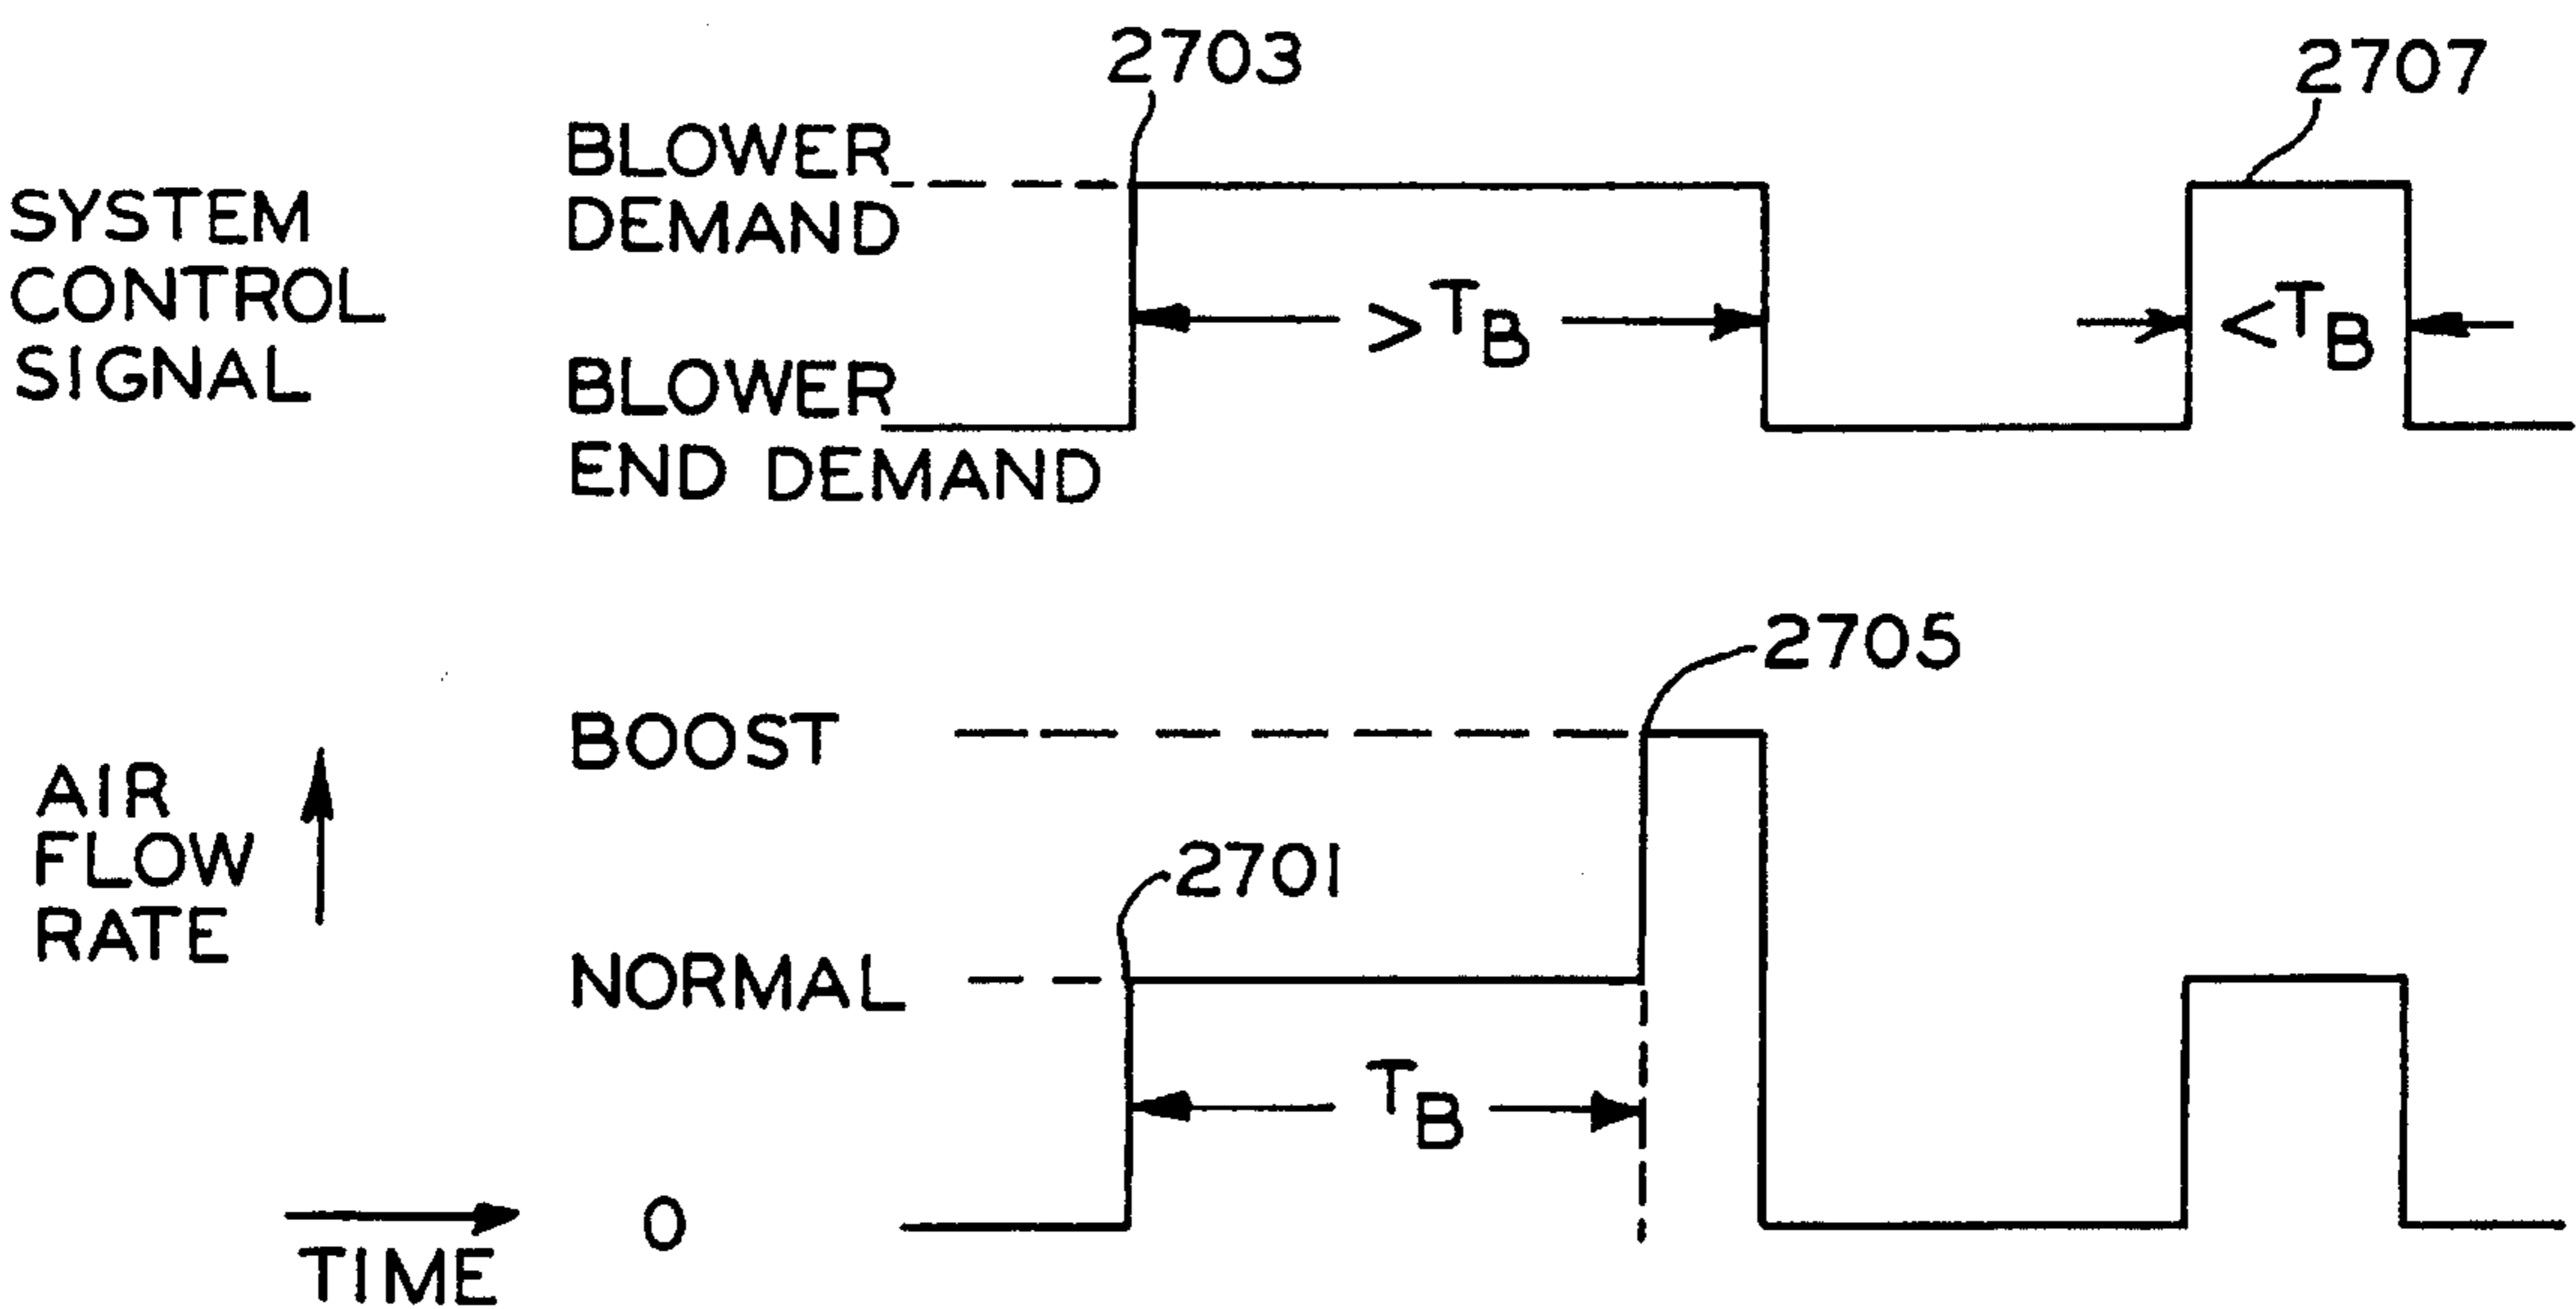 2703
2707
BLOWER
DEMAND
SYSTEM
CONTROL
SIGNAL
> TB
< TB
BLOWER
END DEMAND
2705
BOOST
AIR
FLOW
RATE
2701
NORMAL
TB
0
TIME